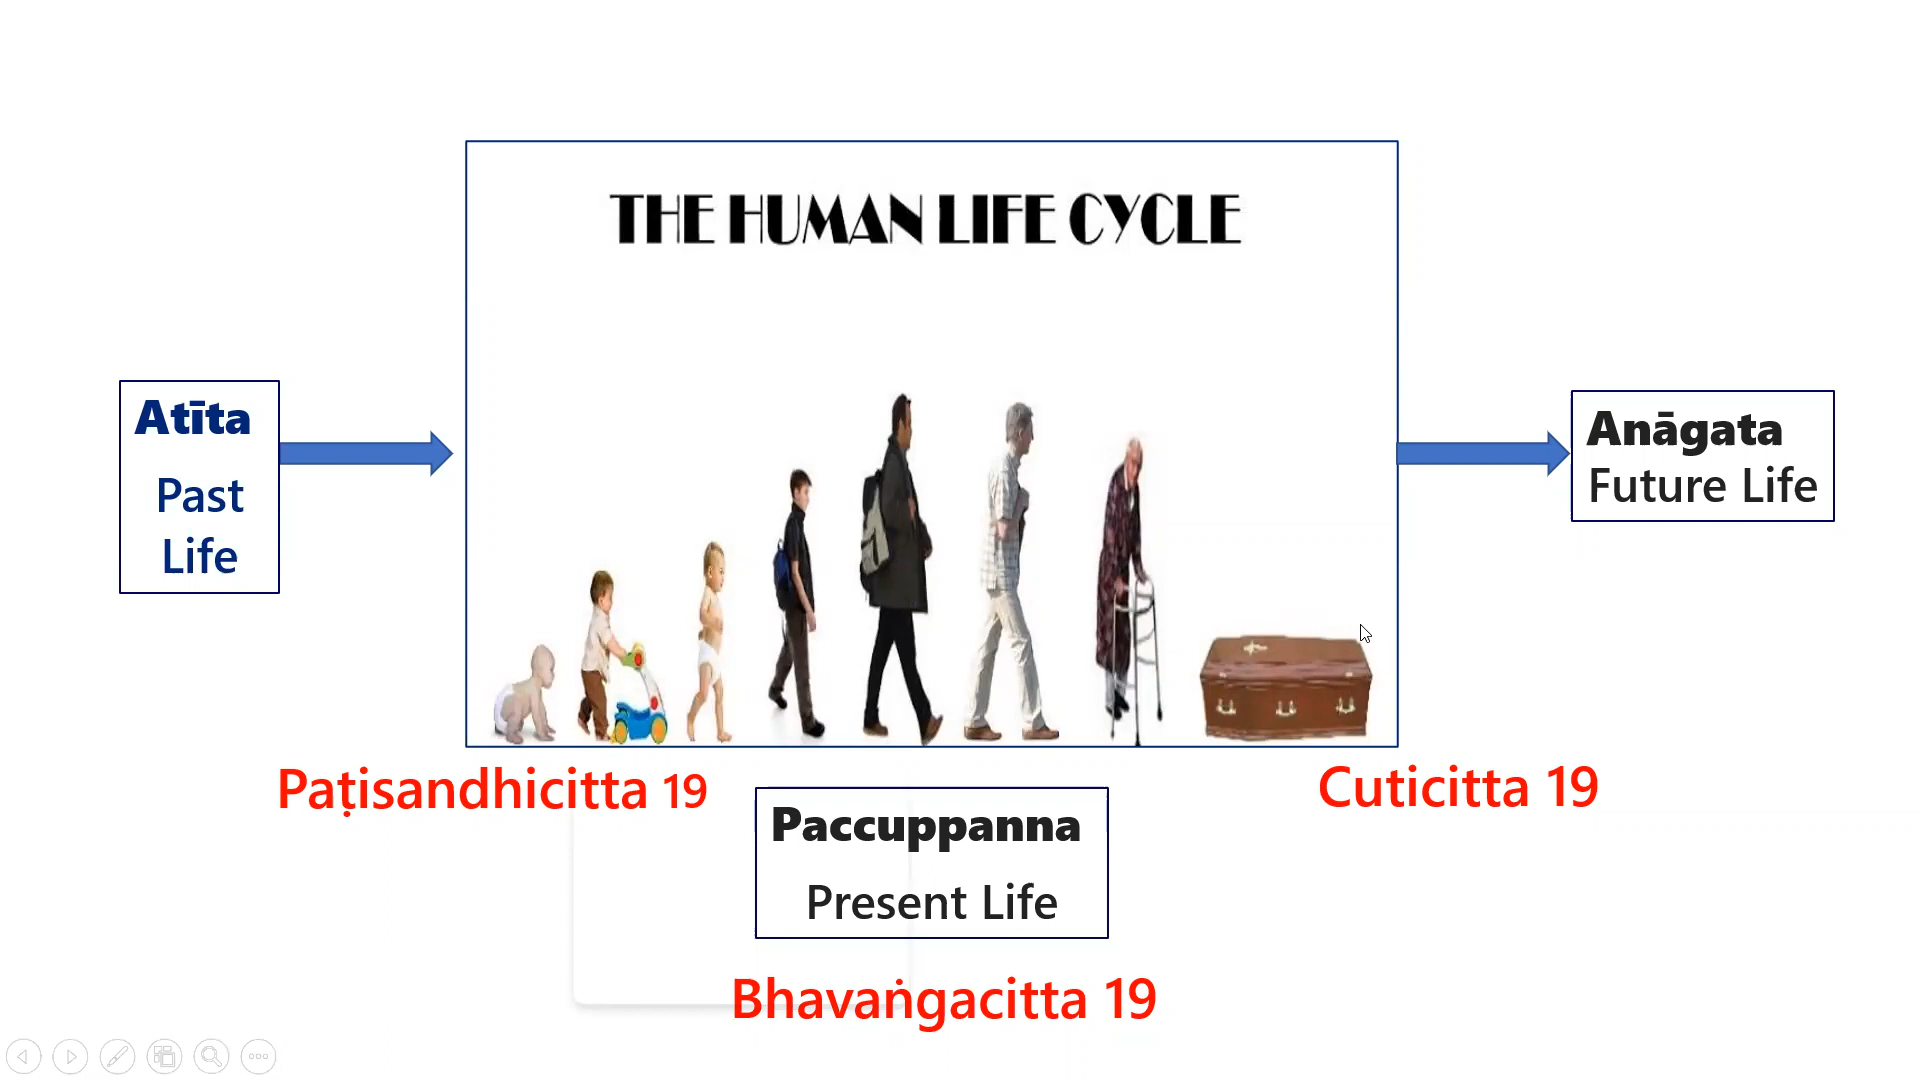 THE HUMAN LIFE CYCLE
Atīta
Past
Life
Anāgata
Future Life
Paṭisandhicitta 19
Cuticitta 19
Paccuppanna
Present Life
Bhavaṅgacitta 19